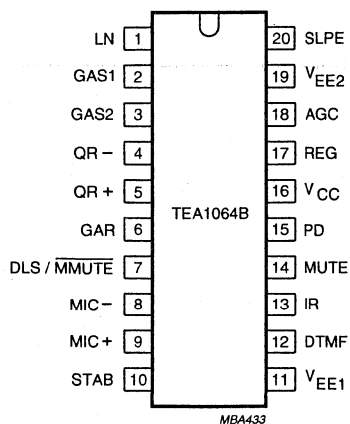 LN 1 20 SLPE
GAS1 2 19 VEE2
GAS2 3 18 AGC
QR− 4 17 REG
QR+ 5 16 VCC
TEA1064B
GAR 6 15 PD
DLS / MMUTE 7 14 MUTE
MIC− 8 13 IR
MIC+ 9 12 DTMF
STAB 10 11 VEE1
MBA433